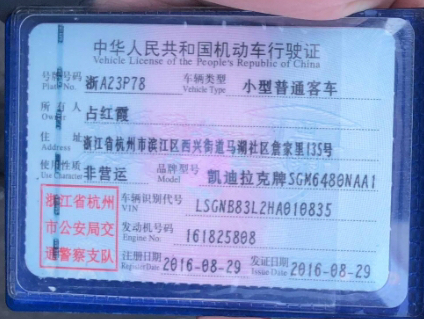 中华人民共和国机动车行驶证
Vehicle License of the People's Republic of China
号牌号码 浙A23P78 车辆类型 小型普通客车
Plate No. Vehicle Type
所有人 占红霞
Owner
住 址 浙江省杭州市滨江区西兴街道马湖社区詹家里135号
Address
使用性质 非营运 品牌型号 凯迪拉克牌SGM6480NAA1
Use Character Model
浙江省杭州 车辆识别代号 LSGNB83L2HA010835
VIN
市公安局交 发动机号码 161825808
Engine No.
通警察支队 注册日期 2016-08-29 发证日期 2016-08-29
Register Date Issue Date